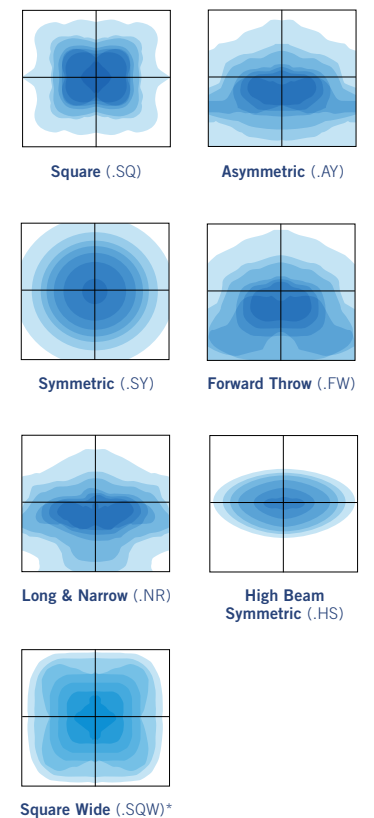 Square (.SQ)
Asymmetric (.AY)
Symmetric (.SY)
Forward Throw (.FW)
Long & Narrow (.NR)
High Beam
Symmetric (.HS)
Square Wide (.SQW)*